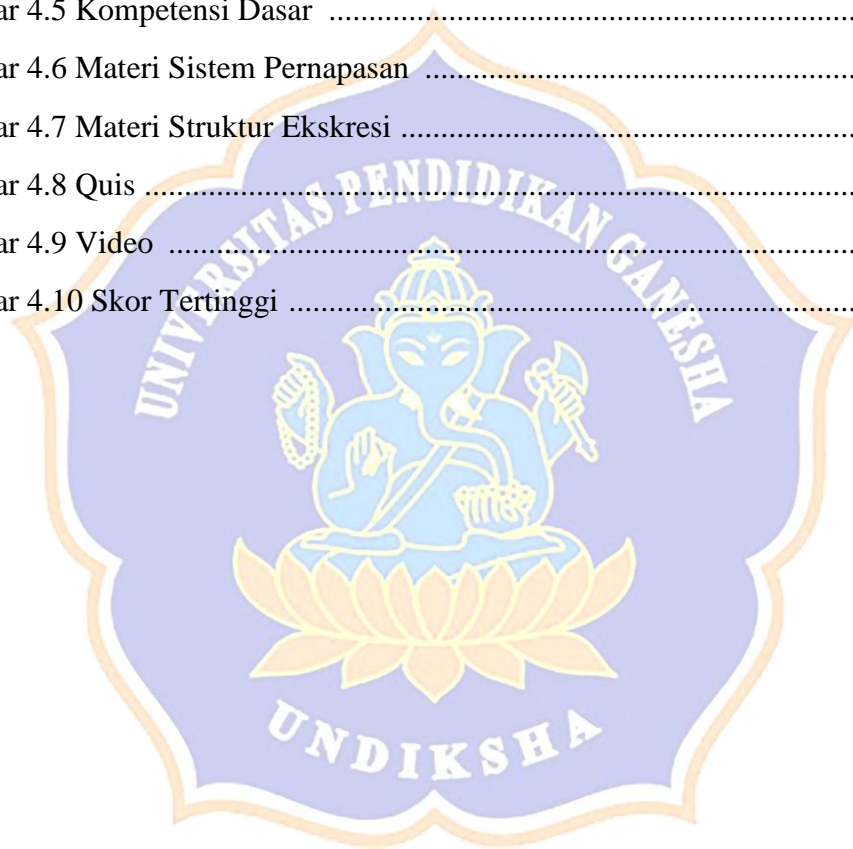 ar 4.5 Kompetensi Dasar ......................................................................
ar 4.6 Materi Sistem Pernapasan ..........................................................
ar 4.7 Materi Struktur Ekskresi .............................................................
ar 4.8 Quis ................................................................................................
ar 4.9 Video .............................................................................................
ar 4.10 Skor Tertinggi .............................................................................
UNIVERSITAS PENDIDIKAN GANESHA
UNDIKSHA